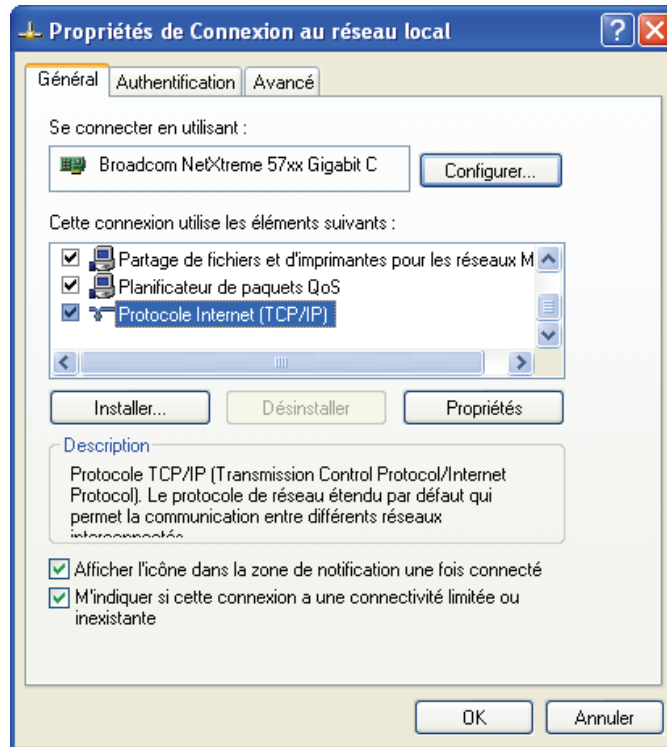 Propriétés de Connexion au réseau local
Général Authentification Avancé
Se connecter en utilisant :
Broadcom NetXtreme 57xx Gigabit C Configurer...
Cette connexion utilise les éléments suivants :
Partage de fichiers et d'imprimantes pour les réseaux M
Planificateur de paquets QoS
Protocole Internet (TCP/IP)
Installer... Désinstaller Propriétés
Description
Protocole TCP/IP (Transmission Control Protocol/Internet
Protocol). Le protocole de réseau étendu par défaut qui
permet la communication entre différents réseaux
interconnectés.
Afficher l'icône dans la zone de notification une fois connecté
M'indiquer si cette connexion a une connectivité limitée ou
inexistante
OK Annuler